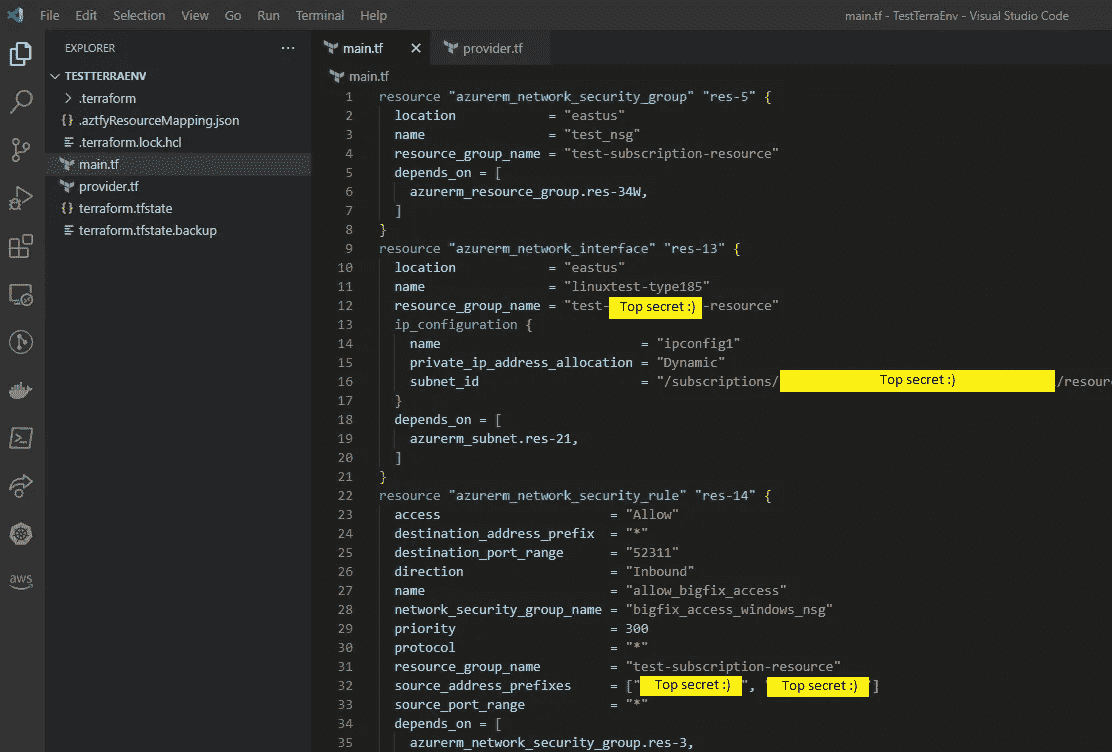 File Edit Selection View Go Run Terminal Help main.tf - TestTerraEnv - Visual Studio Code
EXPLORER ···
TESTTERRAENV
.terraform
{} .aztfyResourceMapping.json
.terraform.lock.hcl
main.tf
provider.tf
{} terraform.tfstate
terraform.tfstate.backup
aws
main.tf × provider.tf
main.tf
1 resource "azurerm_network_security_group" "res-5" {
2 location = "eastus"
3 name = "test_nsg"
4 resource_group_name = "test-subscription-resource"
5 depends_on = [
6 azurerm_resource_group.res-34W,
7 ]
8 }
9 resource "azurerm_network_interface" "res-13" {
10 location = "eastus"
11 name = "linuxtest-type185"
12 resource_group_name = "test- Top secret :) -resource"
13 ip_configuration {
14 name = "ipconfig1"
15 private_ip_address_allocation = "Dynamic"
16 subnet_id = "/subscriptions/ Top secret :) /resour
17 }
18 depends_on = [
19 azurerm_subnet.res-21,
20 ]
21 }
22 resource "azurerm_network_security_rule" "res-14" {
23 access = "Allow"
24 destination_address_prefix = "*"
25 destination_port_range = "52311"
26 direction = "Inbound"
27 name = "allow_bigfix_access"
28 network_security_group_name = "bigfix_access_windows_nsg"
29 priority = 300
30 protocol = "*"
31 resource_group_name = "test-subscription-resource"
32 source_address_prefixes = [" Top secret :) ", " Top secret :) "]
33 source_port_range = "*"
34 depends_on = [
35 azurerm_network_security_group.res-3,